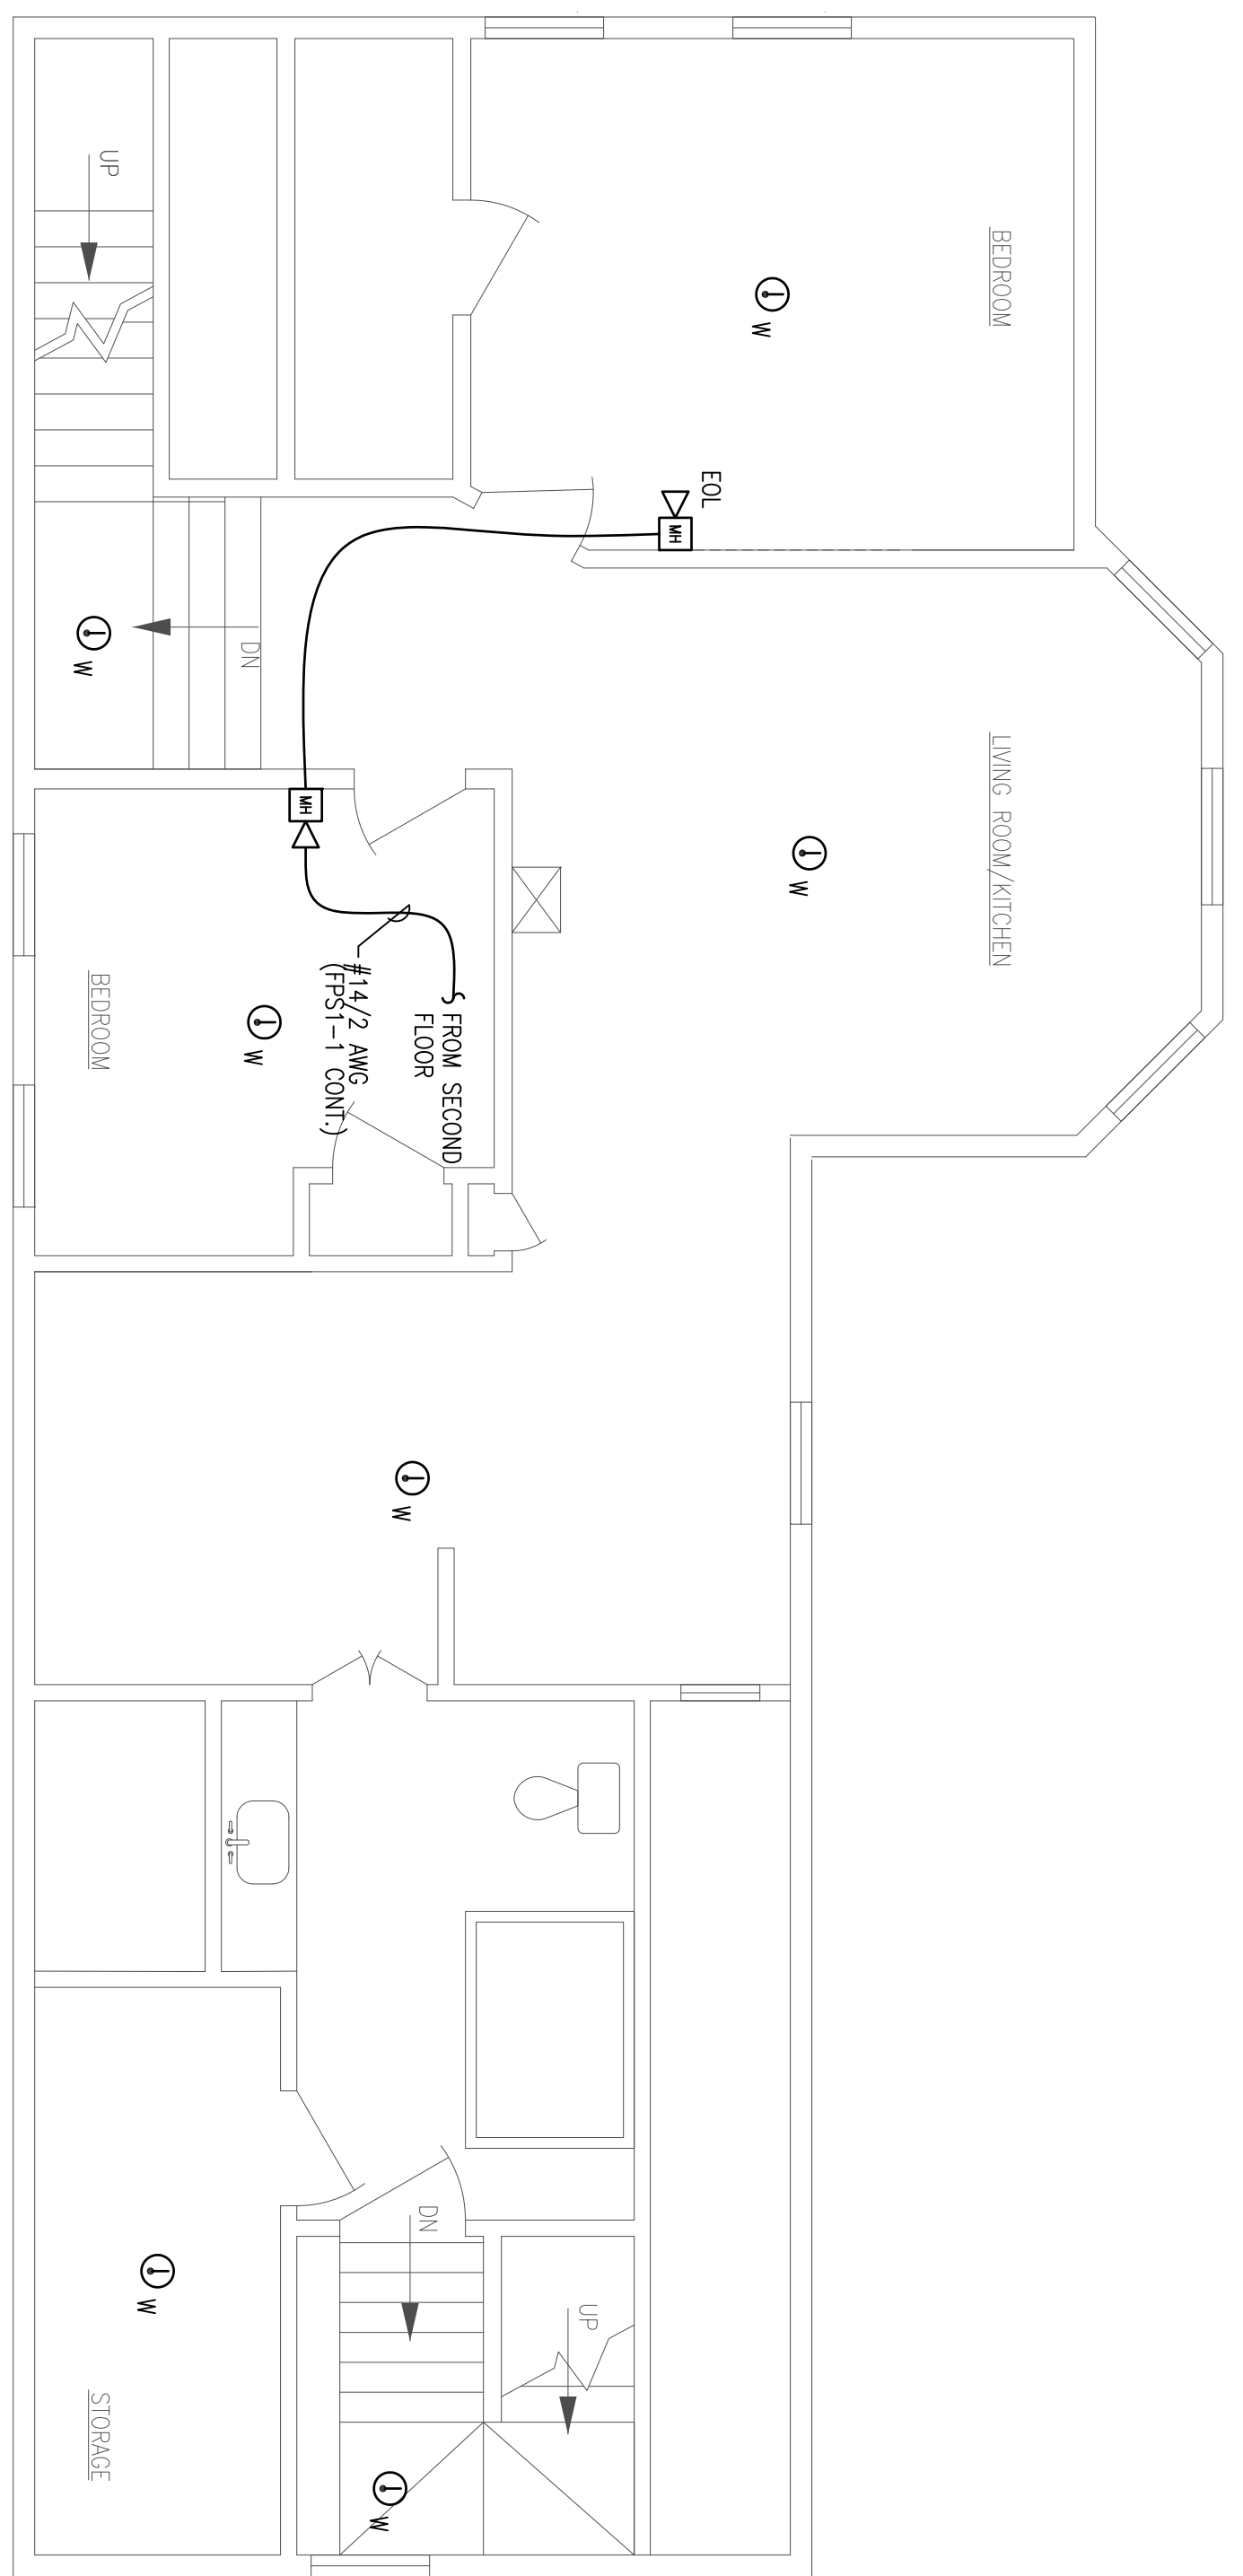 UP
BEDROOM
W
EOL
MH
W
DN
LIVING ROOM/KITCHEN
MH
W
BEDROOM
W
#14/2 AWG
(FPS1-1 CONT.)
FROM SECOND
FLOOR
W
DN
UP
W
STORAGE
W